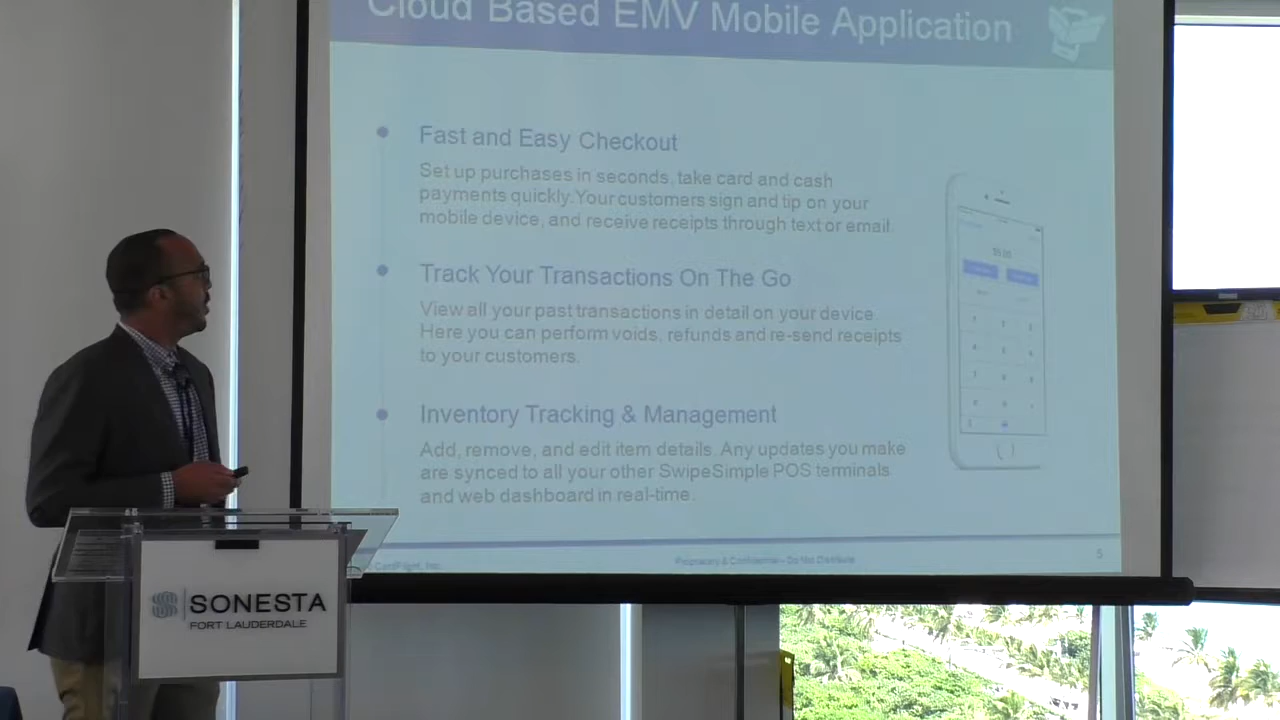 Cloud Based EMV Mobile Application
Fast and Easy Checkout
Set up purchases in seconds, take card and cash
payments quickly. Your customers sign and tip on your
mobile device, and receive receipts through text or email.
Track Your Transactions On The Go
View all your past transactions in detail on your device.
Here you can perform voids, refunds and re-send receipts
to your customers.
Inventory Tracking & Management
Add, remove, and edit item details. Any updates you make
are synced to all your other SwipeSimple POS terminals
and web dashboard in real-time.
CardFlight, Inc.
Proprietary & Confidential – Do Not Distribute
5
SONESTA
FORT LAUDERDALE